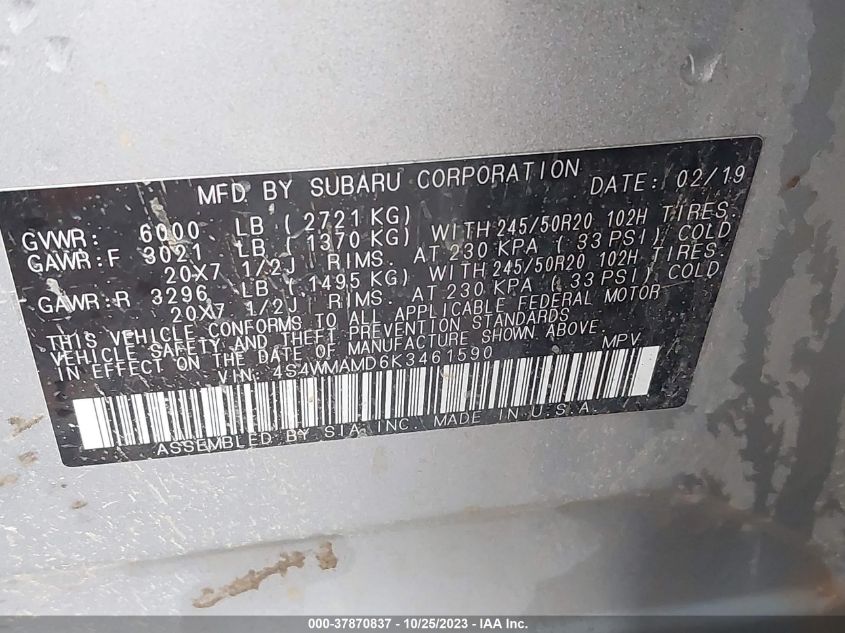 MFD BY SUBARU CORPORATION DATE: 02/19
GVWR: 6000 LB (2721 KG)
GAWR:F 3021 LB (1370 KG) WITH 245/50R20 102H TIRES.
20X7 1/2J RIMS. AT 230 KPA (33 PSI) COLD
GAWR:R 3296 LB (1495 KG) WITH 245/50R20 102H TIRES.
20X7 1/2J RIMS. AT 230 KPA (33 PSI) COLD
THIS VEHICLE CONFORMS TO ALL APPLICABLE FEDERAL MOTOR
VEHICLE SAFETY AND THEFT PREVENTION STANDARDS
IN EFFECT ON THE DATE OF MANUFACTURE SHOWN ABOVE.
VIN: 4S4WMAMD6K3461590 MPV
ASSEMBLED BY SIA, INC. MADE IN U.S.A.
000-37870837 - 10/25/2023 - IAA Inc.